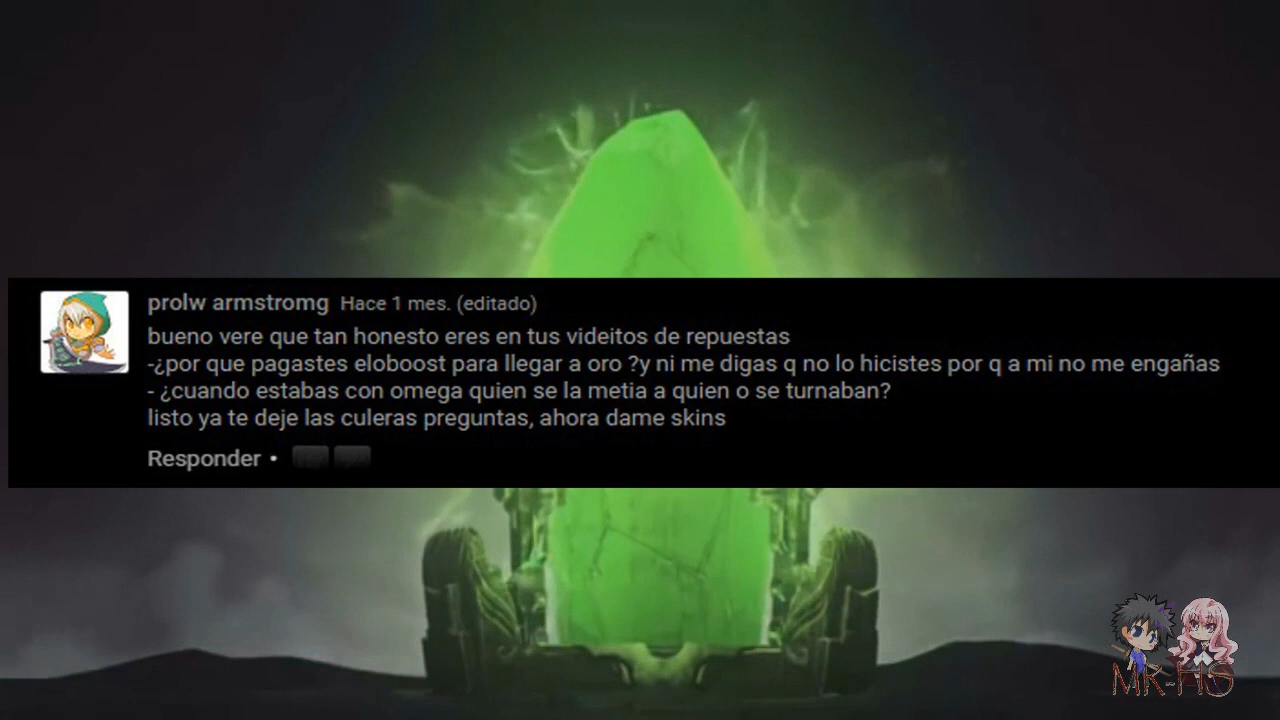 prolw armstromg Hace 1 mes. (editado)
bueno vere que tan honesto eres en tus videitos de repuestas
-¿por que pagastes eloboost para llegar a oro ?y ni me digas q no lo hicistes por q a mi no me engañas
- ¿cuando estabas con omega quien se la metia a quien o se turnaban?
listo ya te deje las culeras preguntas, ahora dame skins
Responder •
MK-HS